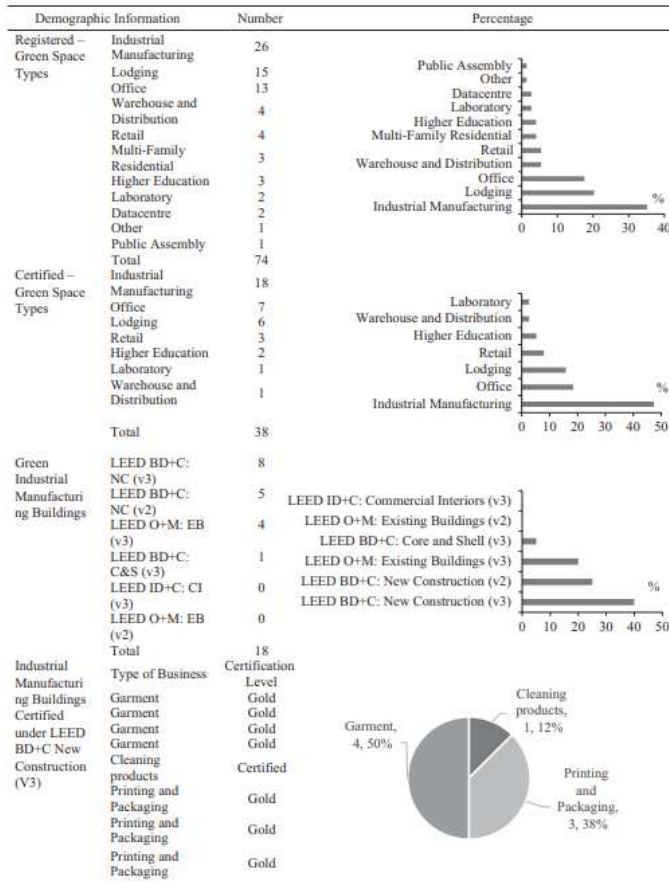 Demographic Information Number Percentage
Registered –
Green Space
Types
Industrial
Manufacturing
26
Lodging 15
Office 13
Warehouse and
Distribution
4
Retail 4
Multi-Family
Residential
3
Higher Education 3
Laboratory 2
Datacentre 2
Other 1
Public Assembly 1
Total 74
Public Assembly
Other
Datacentre
Laboratory
Higher Education
Multi-Family Residential
Retail
Warehouse and Distribution
Office
Lodging
Industrial Manufacturing
%
0 10 20 30 40
Certified –
Green Space
Types
Industrial
Manufacturing
18
Office 7
Lodging 6
Retail 3
Higher Education 2
Laboratory 1
Warehouse and
Distribution
1
Total 38
Laboratory
Warehouse and Distribution
Higher Education
Retail
Lodging
Office
Industrial Manufacturing
%
0 10 20 30 40 50
Green
Industrial
Manufacturi
ng Buildings
LEED BD+C:
NC (v3)
8
LEED BD+C:
NC (v2)
5
LEED O+M: EB
(v3)
4
LEED BD+C:
C&S (v3)
1
LEED ID+C: CI
(v3)
0
LEED O+M: EB
(v2)
0
Total 18
LEED ID+C: Commercial Interiors (v3)
LEED O+M: Existing Buildings (v2)
LEED BD+C: Core and Shell (v3)
LEED O+M: Existing Buildings (v3)
LEED BD+C: New Construction (v2)
LEED BD+C: New Construction (v3)
%
0 10 20 30 40 50
Industrial
Manufacturi
ng Buildings
Certified
under LEED
BD+C New
Construction
(V3)
Type of Business
Certification
Level
Garment Gold
Garment Gold
Garment Gold
Garment Gold
Cleaning
products
Certified
Printing and
Packaging
Gold
Printing and
Packaging
Gold
Printing and
Packaging
Gold
Garment,
4, 50%
Cleaning
products,
1, 12%
Printing
and
Packaging,
3, 38%